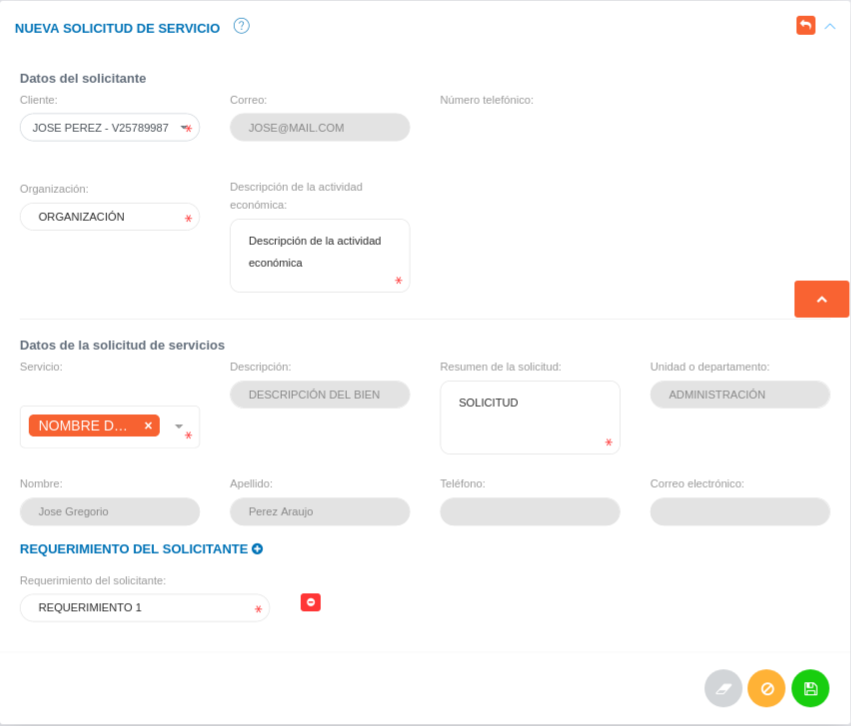 NUEVA SOLICITUD DE SERVICIO ?
Datos del solicitante
Cliente: Correo: Número telefónico:
JOSE PEREZ - V25789987 * JOSE@MAIL.COM
Organización: Descripción de la actividad
económica:
ORGANIZACIÓN *
Descripción de la actividad
económica
*
Datos de la solicitud de servicios
Servicio: Descripción: Resumen de la solicitud: Unidad o departamento:
DESCRIPCIÓN DEL BIEN SOLICITUD ADMINISTRACIÓN
NOMBRE D... × * *
Nombre: Apellido: Teléfono: Correo electrónico:
Jose Gregorio Perez Araujo
REQUERIMIENTO DEL SOLICITANTE
Requerimiento del solicitante:
REQUERIMIENTO 1 *